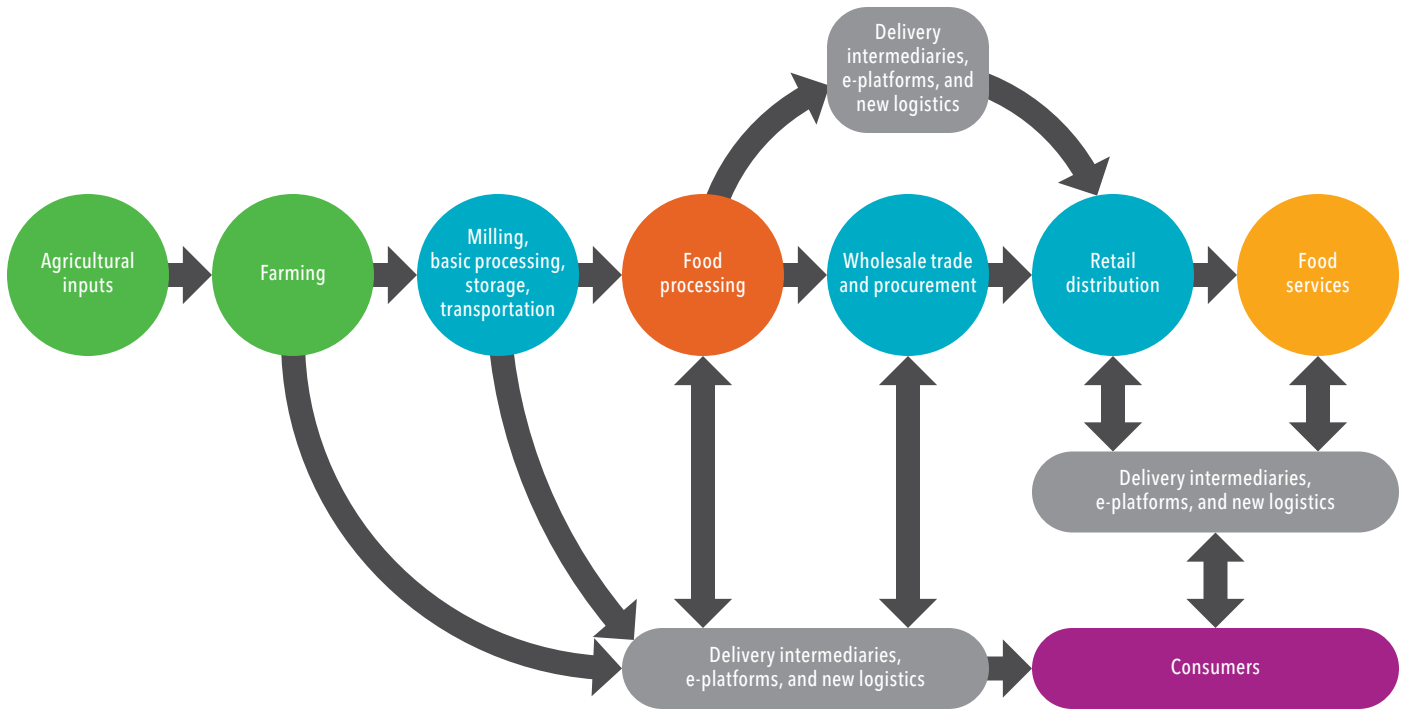 Delivery
intermediaries,
e-platforms, and
new logistics
Agricultural
inputs
Farming
Milling,
basic processing,
storage,
transportation
Food
processing
Wholesale trade
and procurement
Retail
distribution
Food
services
Delivery intermediaries,
e-platforms, and new logistics
Delivery intermediaries,
e-platforms, and new logistics
Consumers